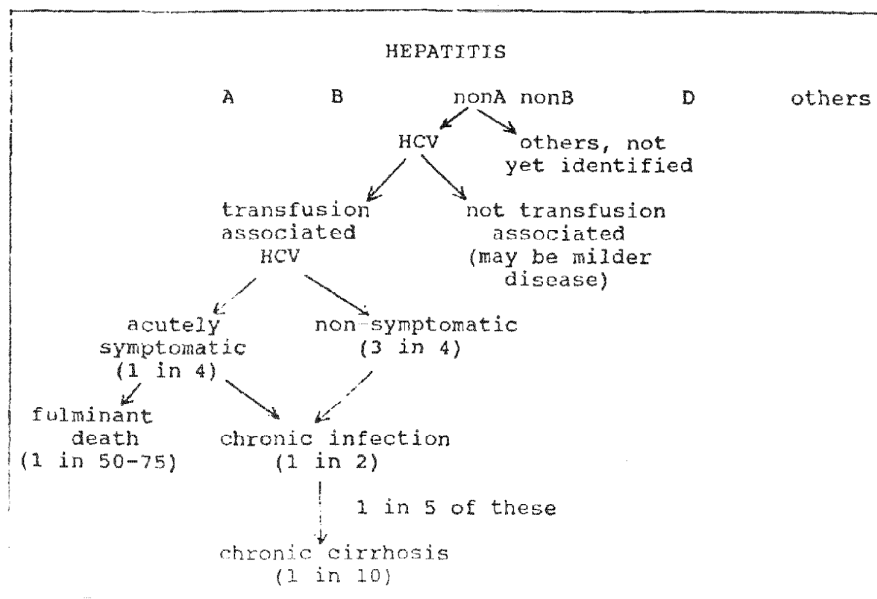 HEPATITIS
A B nonA nonB D others
HCV others, not
yet identified
transfusion not transfusion
associated associated
HCV (may be milder
disease)
acutely non-symptomatic
symptomatic (3 in 4)
(1 in 4)
fulminant
death chronic infection
(1 in 50-75) (1 in 2)
1 in 5 of these
chronic cirrhosis
(1 in 10)